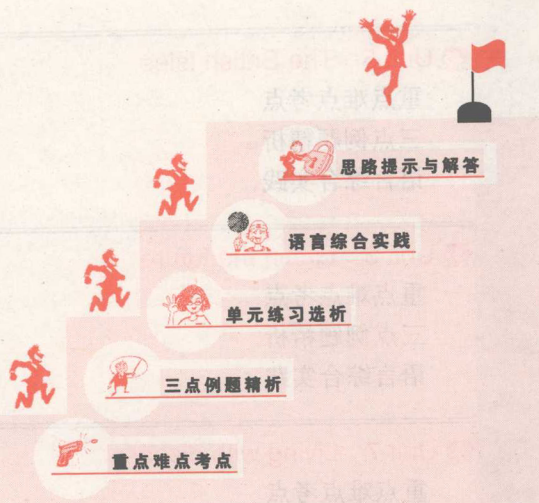 思路提示与解答
语言综合实践
单元练习选析
三点例题精析
重点难点考点